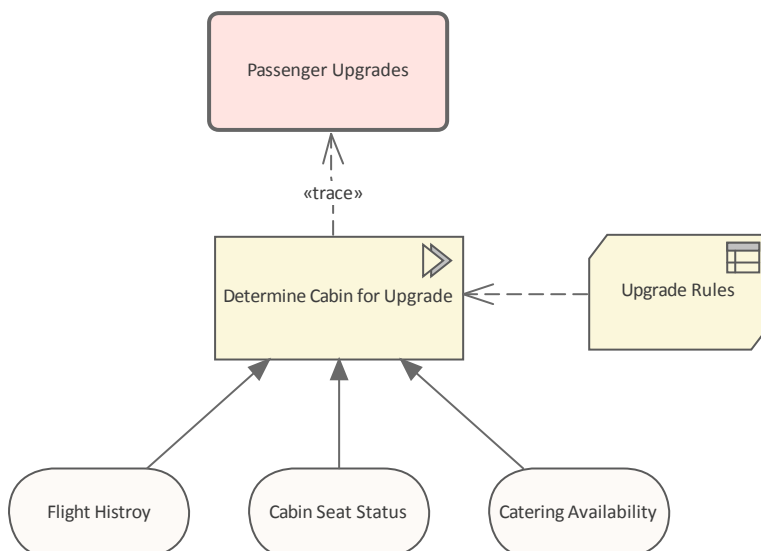 Passenger Upgrades
«trace»
Determine Cabin for Upgrade
Upgrade Rules
Flight Histroy
Cabin Seat Status
Catering Availability